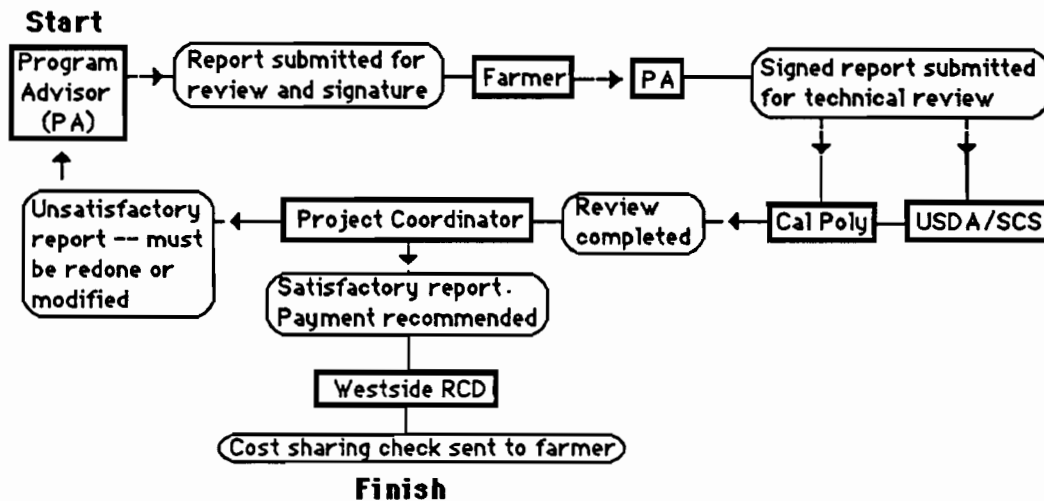 Start
Program
Advisor
(PA)
Report submitted for
review and signature
Farmer
PA
Signed report submitted
for technical review
Unsatisfactory
report -- must
be redone or
modified
Project Coordinator
Review
completed
Cal Poly
USDA/SCS
Satisfactory report.
Payment recommended
Westside RCD
Cost sharing check sent to farmer
Finish